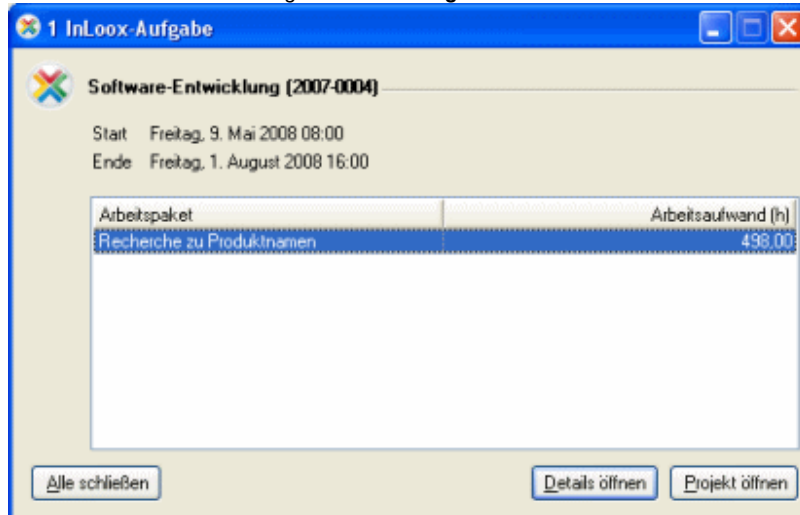 1 InLoox-Aufgabe
Software-Entwicklung (2007-0004)
Start Freitag, 9. Mai 2008 08:00
Ende Freitag, 1. August 2008 16:00
Arbeitspaket Arbeitsaufwand (h)
Recherche zu Produktnamen 498,00
Alle schließen Details öffnen Projekt öffnen